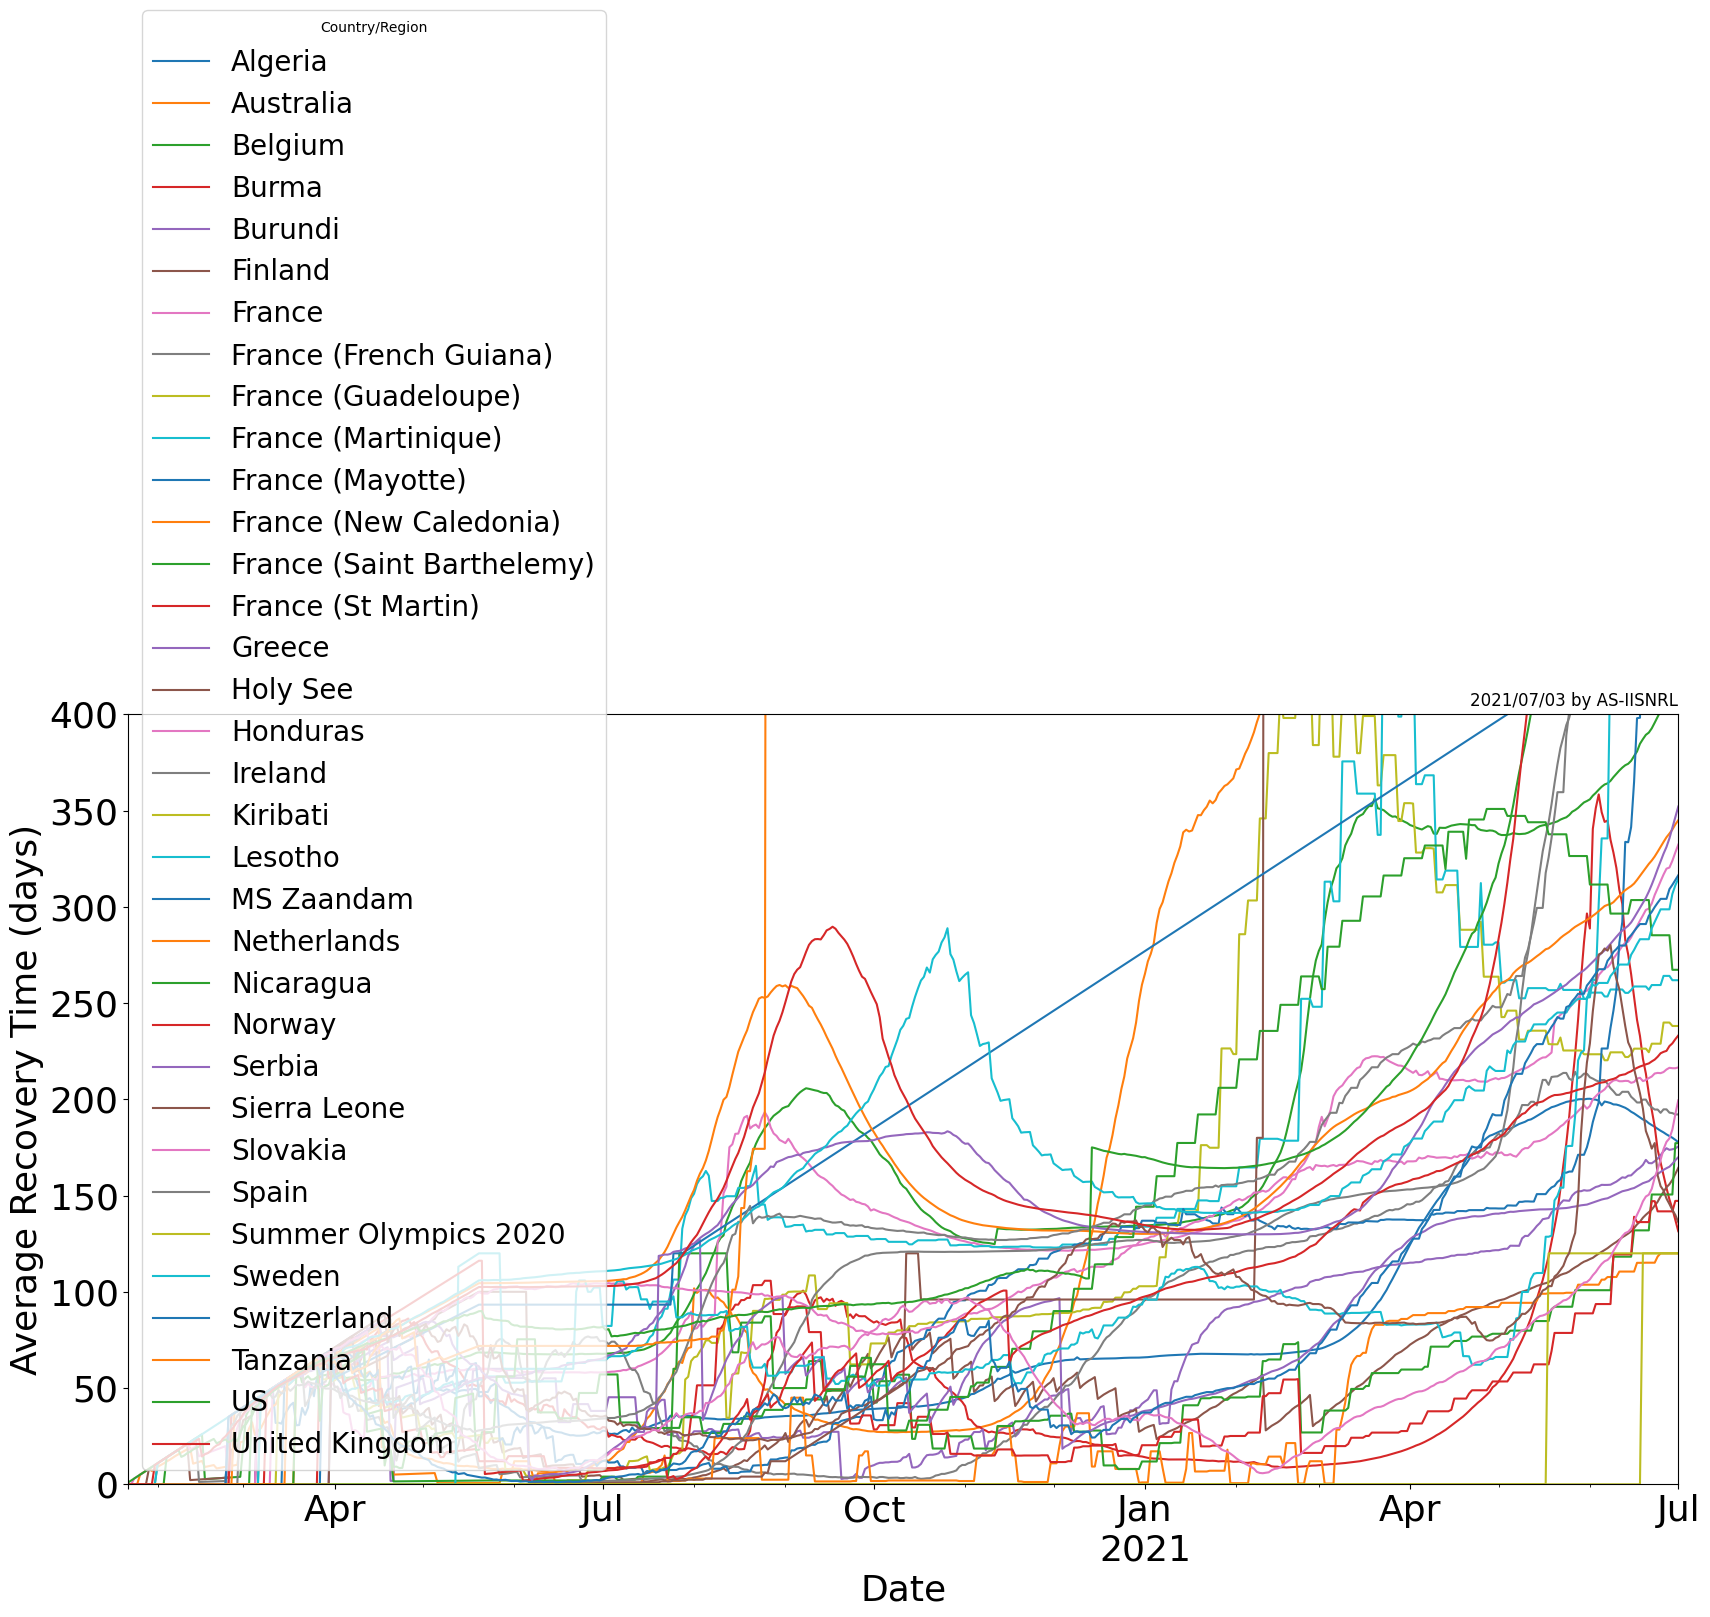 Country/Region
Algeria
Australia
Belgium
Burma
Burundi
Finland
France
France (French Guiana)
France (Guadeloupe)
France (Martinique)
France (Mayotte)
France (New Caledonia)
France (Saint Barthelemy)
France (St Martin)
Greece
Holy See
Honduras
Ireland
Kiribati
Lesotho
MS Zaandam
Netherlands
Nicaragua
Norway
Serbia
Sierra Leone
Slovakia
Spain
Summer Olympics 2020
Sweden
Switzerland
Tanzania
US
United Kingdom
2021/07/03 by AS-IISNRL
Average Recovery Time (days)
400
350
300
250
200
150
100
50
0
Apr Jul Oct Jan Apr Jul
2021
Date